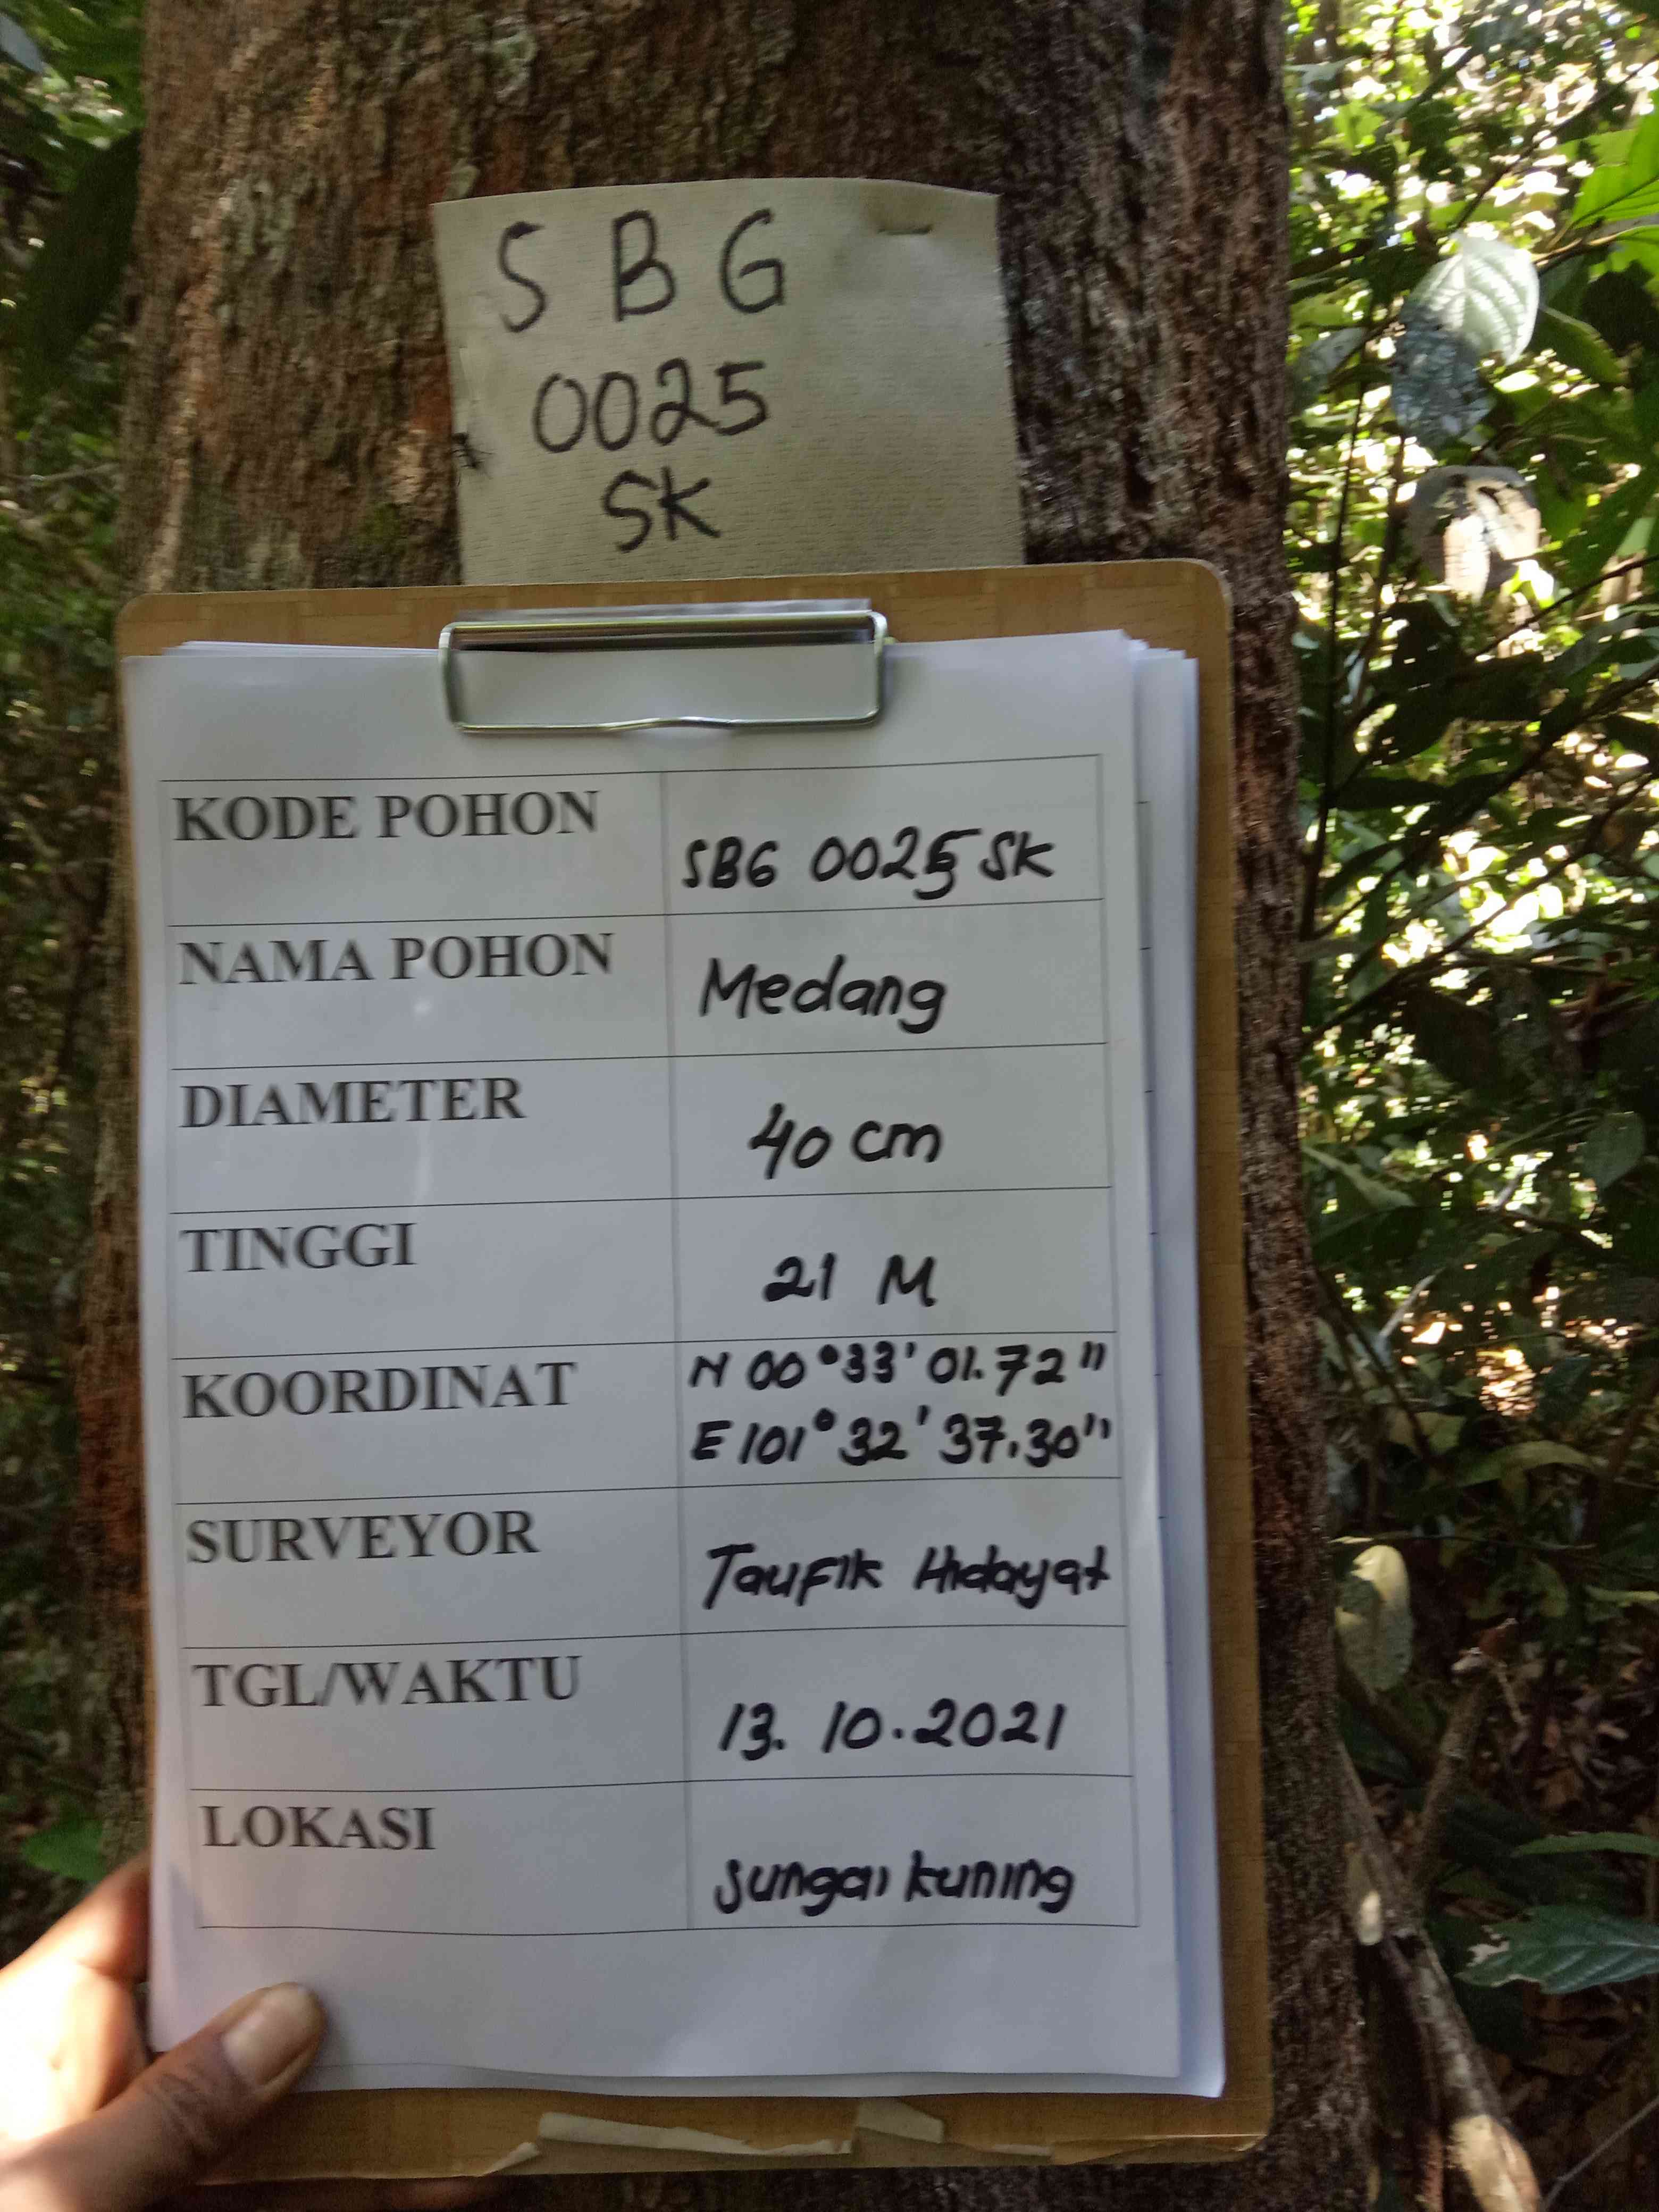 S B G
0025
SK
KODE POHON
SBG 0025 SK
NAMA POHON
Medang
DIAMETER
40 cm
TINGGI
21 M
KOORDINAT
N 00°33'01.72"
E 101°32'37.30"
SURVEYOR
Taufik Hidayat
TGL/WAKTU
13. 10.2021
LOKASI
Sungai kuning